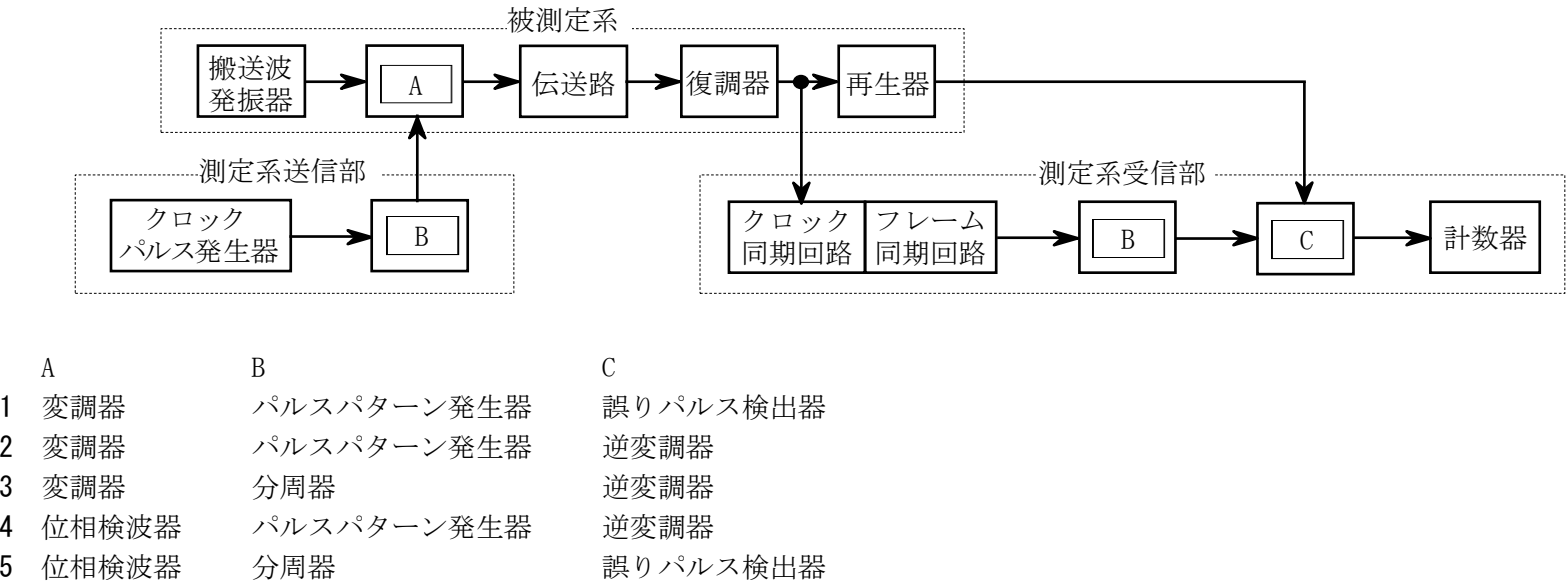 被測定系
搬送波
発振器
A
伝送路
復調器
再生器
測定系送信部
クロック
パルス発生器
B
測定系受信部
クロック
同期回路
フレーム
同期回路
B
C
計数器
A B C
1 変調器 パルスパターン発生器 誤りパルス検出器
2 変調器 パルスパターン発生器 逆変調器
3 変調器 分周器 逆変調器
4 位相検波器 パルスパターン発生器 逆変調器
5 位相検波器 分周器 誤りパルス検出器